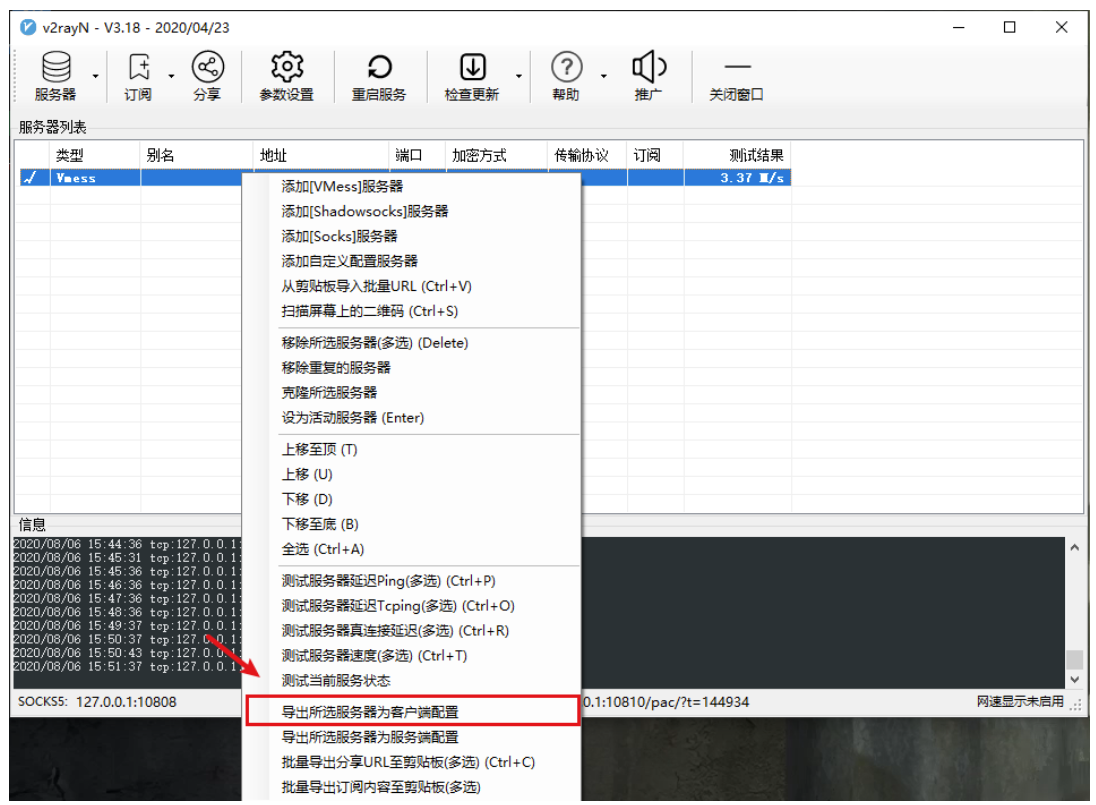 v2rayN - V3.18 - 2020/04/23
服务器 订阅 分享 参数设置 重启服务 检查更新 帮助 推广 关闭窗口
服务器列表
类型 别名 地址 端口 加密方式 传输协议 订阅 测试结果
Vmess 3.37 M/s
添加[VMess]服务器
添加[Shadowsocks]服务器
添加[Socks]服务器
添加自定义配置服务器
从剪贴板导入批量URL (Ctrl+V)
扫描屏幕上的二维码 (Ctrl+S)
移除所选服务器(多选) (Delete)
移除重复的服务器
克隆所选服务器
设为活动服务器 (Enter)
上移至顶 (T)
上移 (U)
下移 (D)
下移至底 (B)
全选 (Ctrl+A)
测试服务器延迟Ping(多选) (Ctrl+P)
测试服务器延迟Tcping(多选) (Ctrl+O)
测试服务器真连接延迟(多选) (Ctrl+R)
测试服务器速度(多选) (Ctrl+T)
测试当前服务状态
导出所选服务器为客户端配置
导出所选服务器为服务端配置
批量导出分享URL至剪贴板(多选) (Ctrl+C)
批量导出订阅内容至剪贴板(多选)
信息
2020/08/06 15:44:36 tcp:127.0.0.1:
2020/08/06 15:45:31 tcp:127.0.0.1:
2020/08/06 15:45:36 tcp:127.0.0.1:
2020/08/06 15:46:36 tcp:127.0.0.1:
2020/08/06 15:47:36 tcp:127.0.0.1:
2020/08/06 15:48:36 tcp:127.0.0.1:
2020/08/06 15:49:37 tcp:127.0.0.1:
2020/08/06 15:50:37 tcp:127.0.0.1:
2020/08/06 15:50:43 tcp:127.0.0.1:
2020/08/06 15:51:37 tcp:127.0.0.1:
SOCKS5: 127.0.0.1:10808 0.1:10810/pac/?t=144934 网速显示未启用